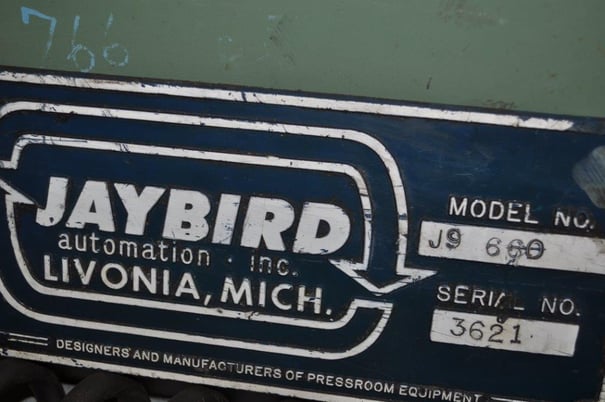 766
JAYBIRD
automation · inc.
LIVONIA, MICH.
MODEL NO.
J9 660
SERIAL NO.
3621
DESIGNERS AND MANUFACTURERS OF PRESSROOM EQUIPMENT